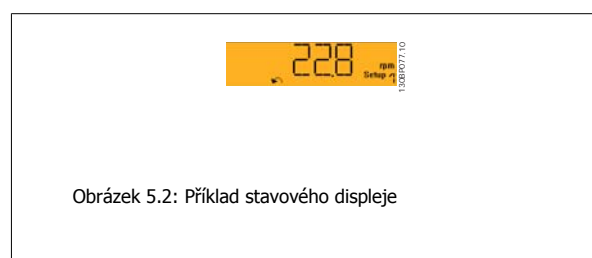 22.8
rpm
Setup 1
130BP077.10
Obrázek 5.2: Příklad stavového displeje